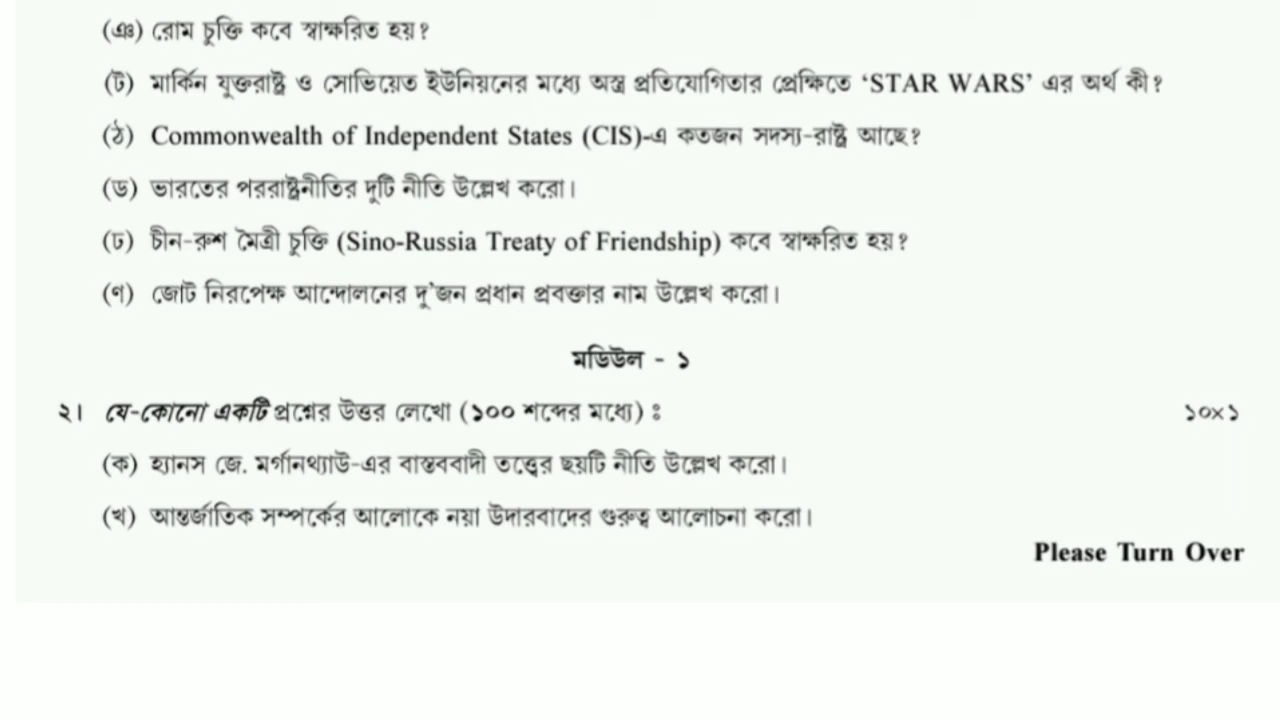 (ঞ) রোম চুক্তি কবে স্বাক্ষরিত হয়?
(ট) মার্কিন যুক্তরাষ্ট্র ও সোভিয়েত ইউনিয়নের মধ্যে অস্ত্র প্রতিযোগিতার প্রেক্ষিতে ‘STAR WARS’ এর অর্থ কী?
(ঠ) Commonwealth of Independent States (CIS)-এ কতজন সদস্য-রাষ্ট্র আছে?
(ড) ভারতের পররাষ্ট্রনীতির দুটি নীতি উল্লেখ করো।
(ঢ) চীন-রুশ মৈত্রী চুক্তি (Sino-Russia Treaty of Friendship) কবে স্বাক্ষরিত হয়?
(ণ) জোট নিরপেক্ষ আন্দোলনের দু'জন প্রধান প্রবক্তার নাম উল্লেখ করো।
মডিউল - ১
২। যে-কোনো একটি প্রশ্নের উত্তর লেখো (১০০ শব্দের মধ্যে) ঃ ১০×১
(ক) হ্যানস জে. মর্গানথ্যাউ-এর বাস্তববাদী তত্ত্বের ছয়টি নীতি উল্লেখ করো।
(খ) আন্তর্জাতিক সম্পর্কের আলোকে নয়া উদারবাদের গুরুত্ব আলোচনা করো।
Please Turn Over